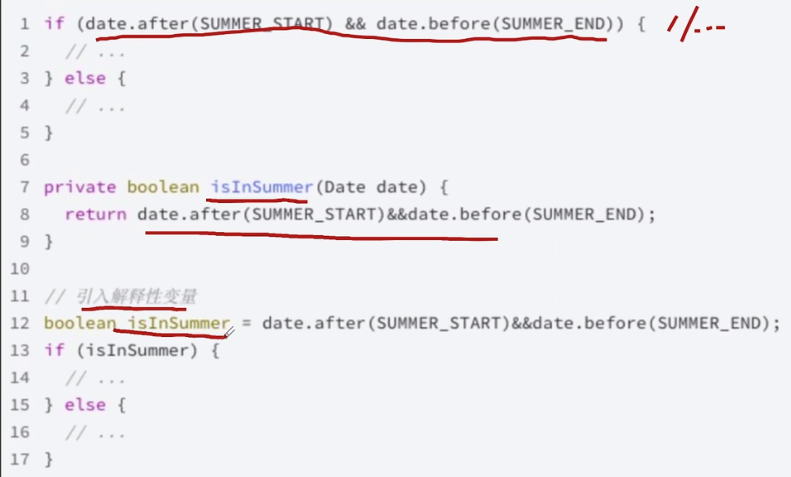 1 if (date.after(SUMMER_START) && date.before(SUMMER_END)) { //...
2 // ...
3 } else {
4 // ...
5 }
6
7 private boolean isInSummer(Date date) {
8 return date.after(SUMMER_START)&&date.before(SUMMER_END);
9 }
10
11 // 引入解释性变量
12 boolean isInSummer = date.after(SUMMER_START)&&date.before(SUMMER_END);
13 if (isInSummer) {
14 // ...
15 } else {
16 // ...
17 }